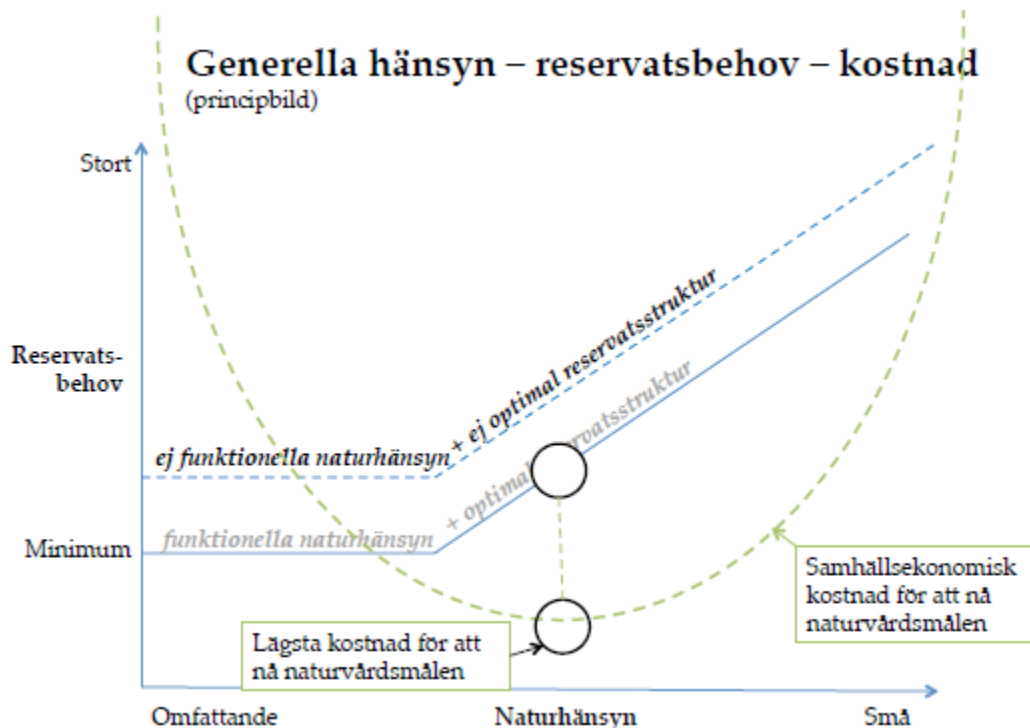 Generella hänsyn – reservatsbehov – kostnad
(principbild)
Stort
Reservats-
behov
ej funktionella naturhänsyn
+ ej optimal reservatsstruktur
funktionella naturhänsyn
+ optimal rvatsstruktur
Minimum
Samhällsekonomisk
kostnad för att nå
naturvårdsmålen
Lägsta kostnad för att
nå naturvårdsmålen
Omfattande
Naturhänsyn
Små